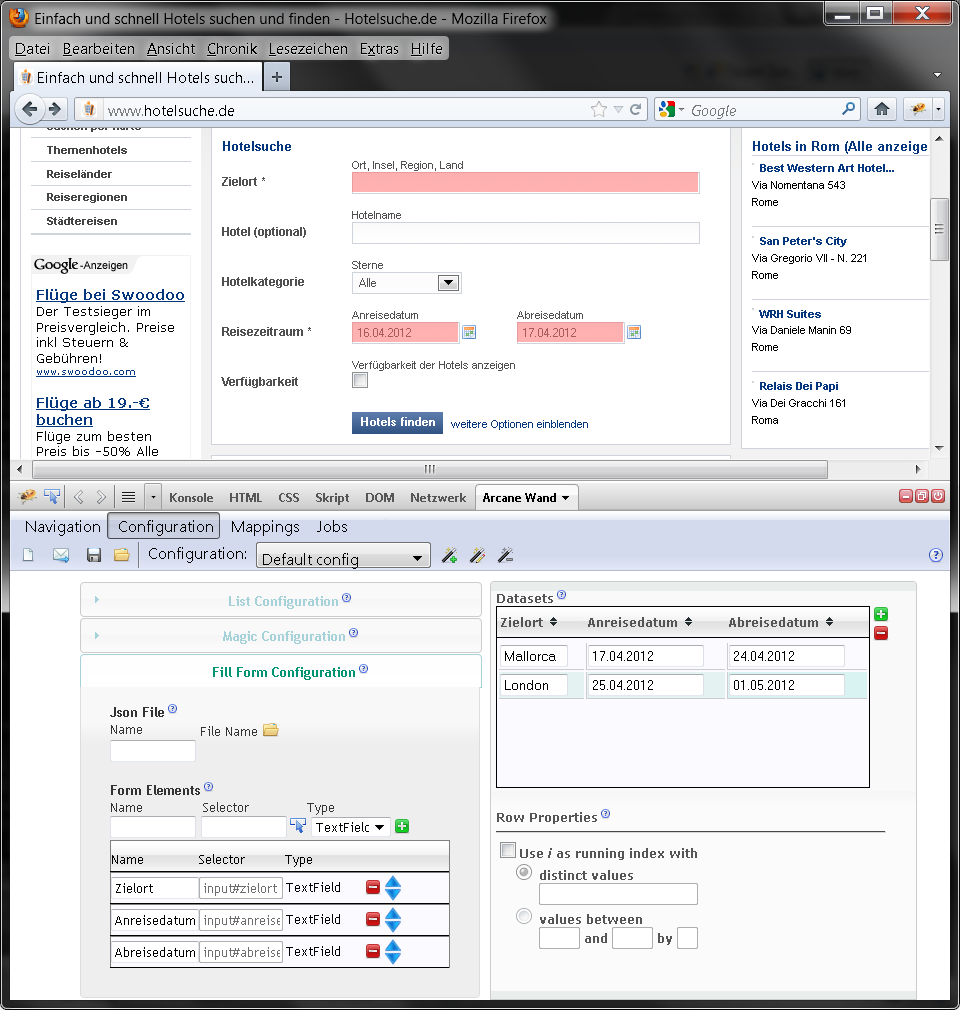 Einfach und schnell Hotels suchen und finden - Hotelsuche.de - Mozilla Firefox
Datei Bearbeiten Ansicht Chronik Lesezeichen Extras Hilfe
Einfach und schnell Hotels such...
www.hotelsuche.de
Google
Themenhotels
Reiseländer
Reiseregionen
Städtereisen
Google-Anzeigen
Flüge bei Swoodoo
Der Testsieger im
Preisvergleich. Preise
inkl Steuern &
Gebühren!
www.swoodoo.com
Flüge ab 19.-€
buchen
Flüge zum besten
Preis bis -50% Alle
Hotelsuche
Ort, Insel, Region, Land
Zielort *
Hotelname
Hotel (optional)
Sterne
Hotelkategorie
Alle
Anreisedatum Abreisedatum
Reisezeitraum *
16.04.2012 17.04.2012
Verfügbarkeit der Hotels anzeigen
Verfügbarkeit
Hotels finden weitere Optionen einblenden
Hotels in Rom (Alle anzeige
Best Western Art Hotel...
Via Nomentana 543
Rome
San Peter's City
Via Gregorio VII - N. 221
Rome
WRH Suites
Via Daniele Manin 69
Rome
Relais Dei Papi
Via Dei Gracchi 161
Roma
Konsole HTML CSS Skript DOM Netzwerk Arcane Wand
Navigation Configuration Mappings Jobs
Configuration: Default config
List Configuration
Magic Configuration
Fill Form Configuration
Json File
Name File Name
Form Elements
Name Selector Type
TextField
Name Selector Type
Zielort input#zielort TextField
Anreisedatum input#anreise TextField
Abreisedatum input#abreise TextField
Datasets
Zielort Anreisedatum Abreisedatum
Mallorca 17.04.2012 24.04.2012
London 25.04.2012 01.05.2012
Row Properties
Use i as running index with
distinct values
values between
and by